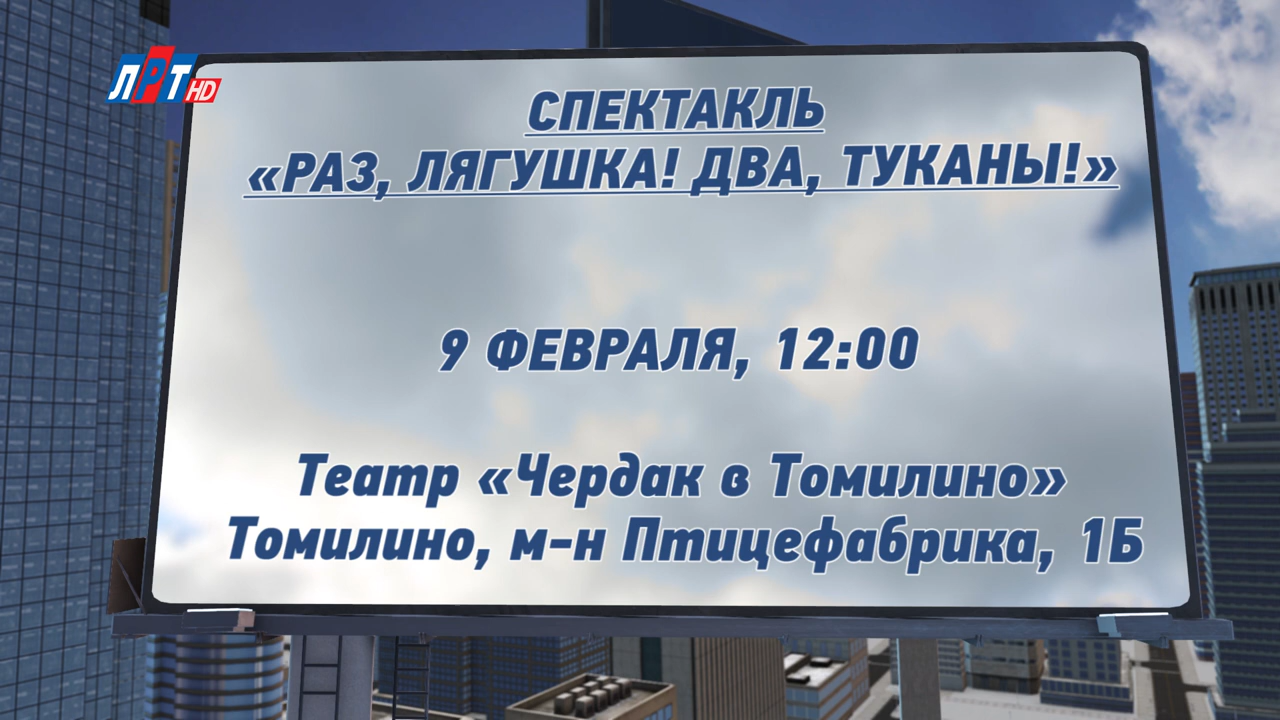 ЛРТ HD
СПЕКТАКЛЬ
«РАЗ, ЛЯГУШКА! ДВА, ТУКАНЫ!»
9 ФЕВРАЛЯ, 12:00
Театр «Чердак в Томилино»
Томилино, м-н Птицефабрика, 1Б